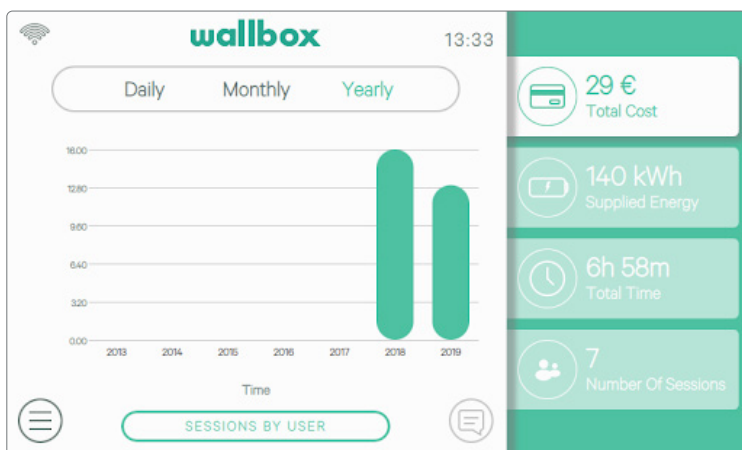 wallbox
13:33
Daily Monthly Yearly
16.00
12.80
9.60
6.40
3.20
0.00
2013 2014 2015 2016 2017 2018 2019
Time
SESSIONS BY USER
29 €
Total Cost
140 kWh
Supplied Energy
6h 58m
Total Time
7
Number Of Sessions